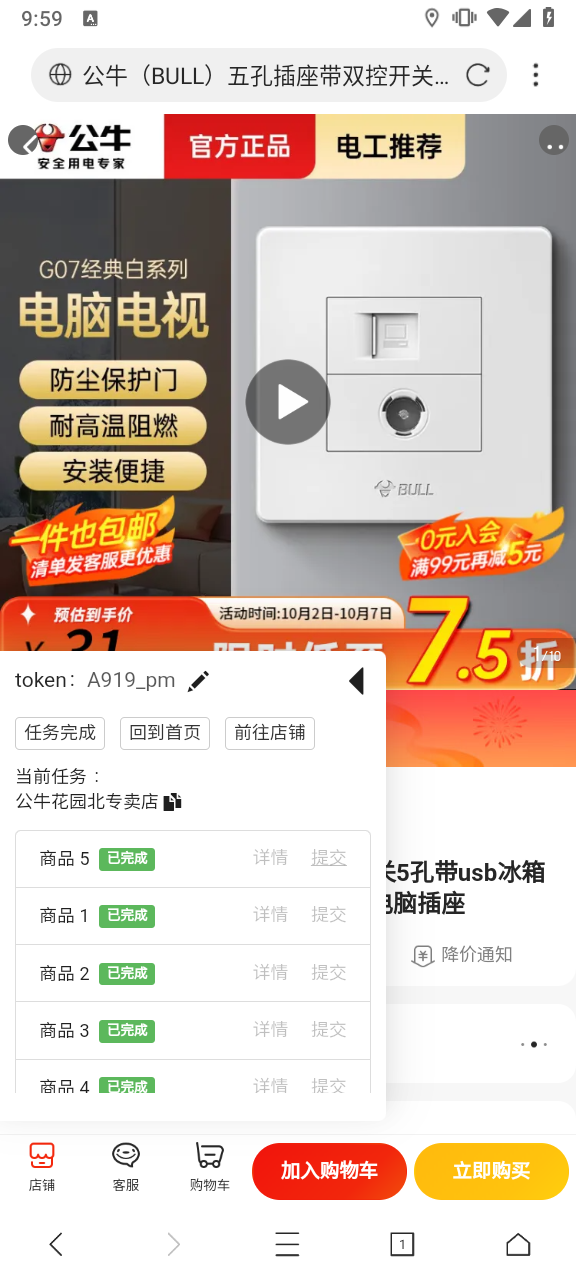 9:59
A
公牛（BULL）五孔插座带双控开关...
公牛
安全用电专家
官方正品
电工推荐
G07经典白系列
电脑电视
防尘保护门
耐高温阻燃
安装便捷
BULL
一件也包邮
清单发客服更优惠
0元入会
满99元再减5元
预估到手价
活动时间:10月2日-10月7日
¥ 31
限时低至
7.5折
1/10
token： A919_pm
任务完成
回到首页
前往店铺
当前任务：
公牛花园北专卖店
商品 5 已完成 详情 提交
商品 1 已完成 详情 提交
商品 2 已完成 详情 提交
商品 3 已完成 详情 提交
商品 4 已完成 详情 提交
关5孔带usb冰箱
电脑插座
降价通知
店铺
客服
购物车
加入购物车
立即购买
1